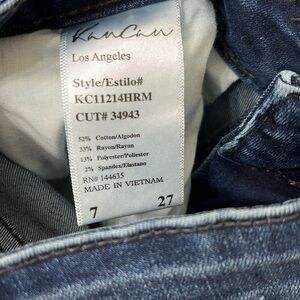 KanCan
Los Angeles
Style/Estilo#
KC11214HRM
CUT# 34943
52% Cotton/Algodon
33% Rayon/Rayon
13% Polyester/Poliester
2% Spandex/Elastano
RN# 144635
MADE IN VIETNAM
7 27